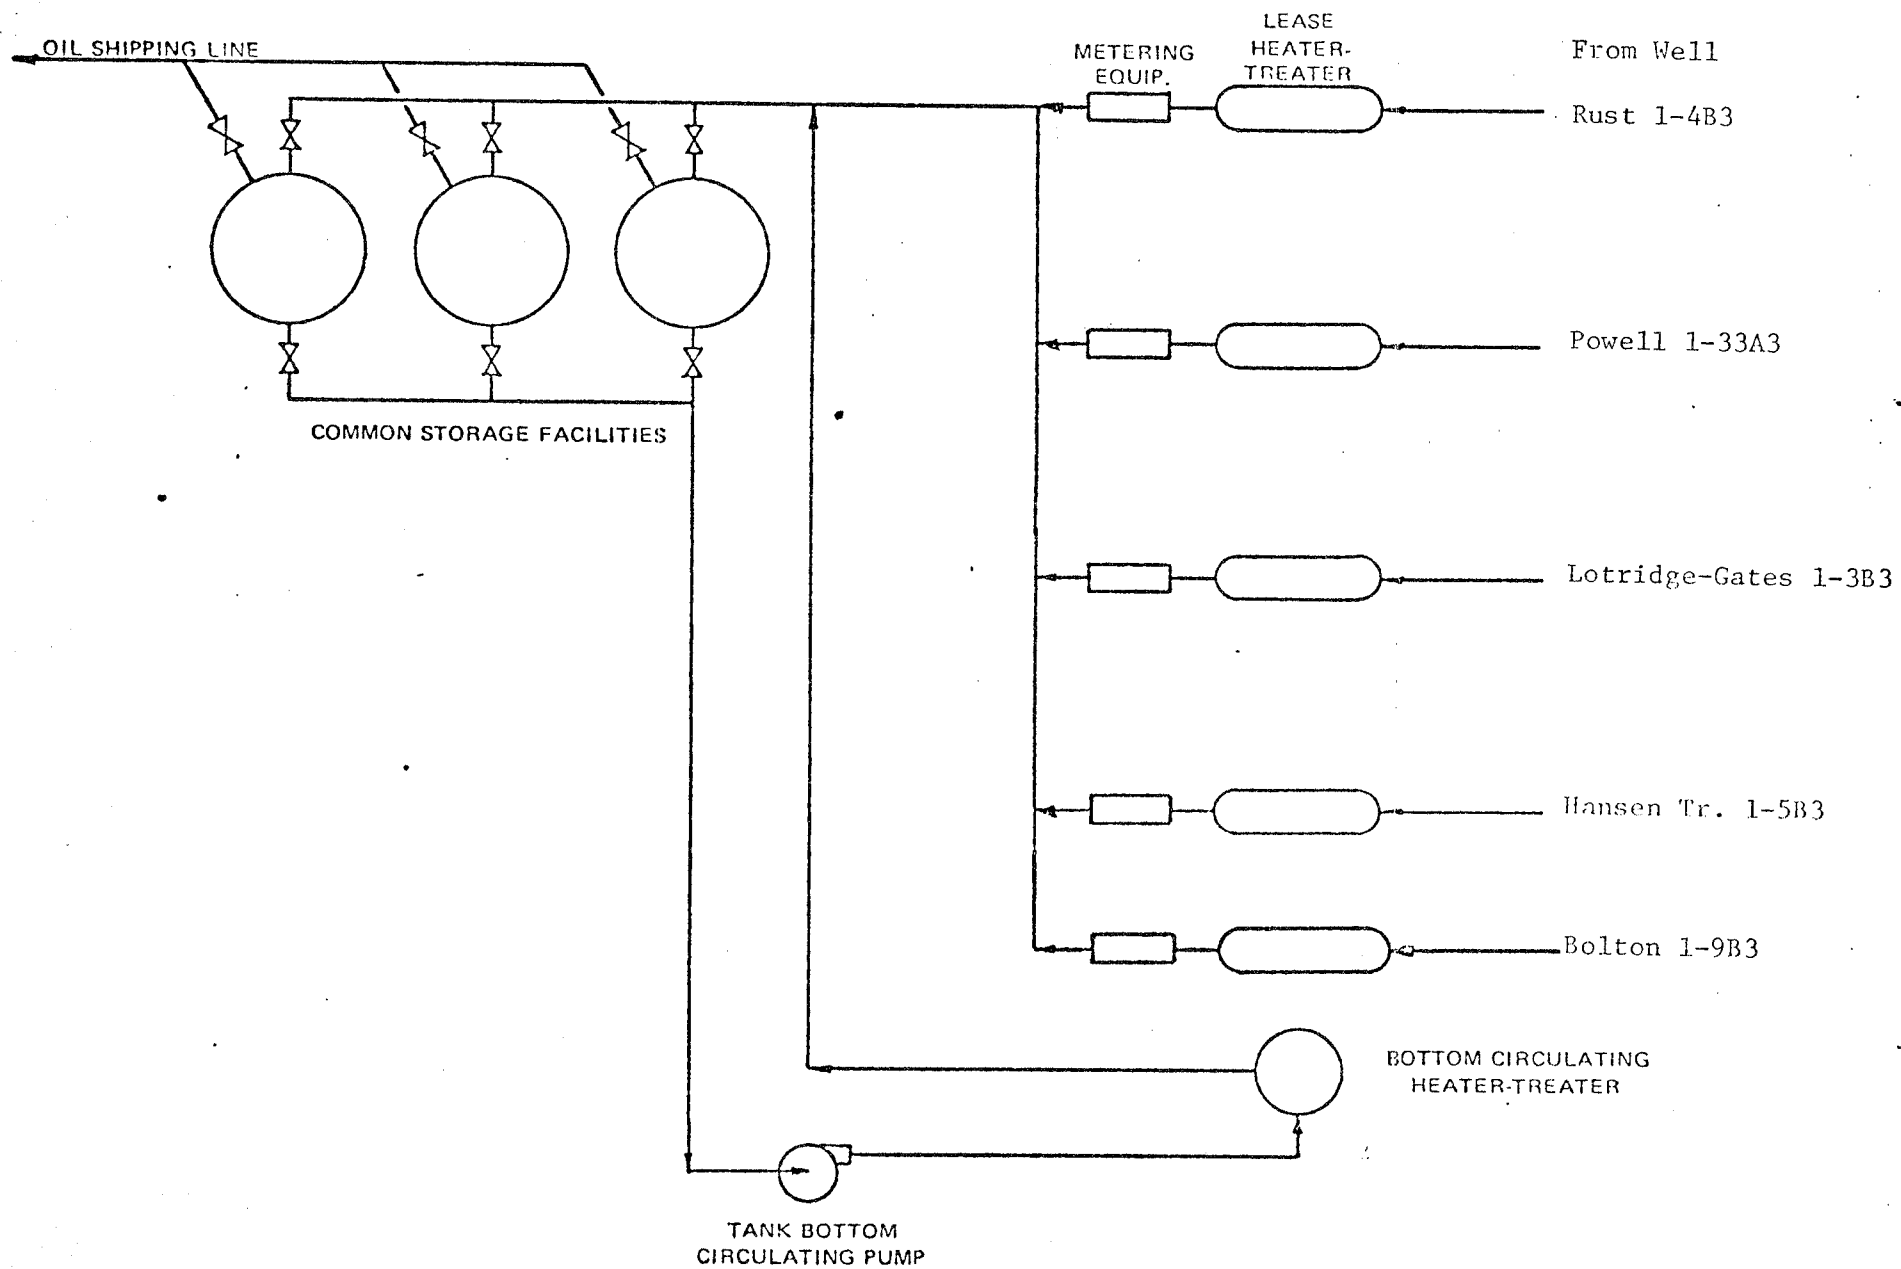 OIL SHIPPING LINE
METERING
EQUIP.
LEASE
HEATER-
TREATER
From Well
Rust 1-4B3
Powell 1-33A3
COMMON STORAGE FACILITIES
Lotridge-Gates 1-3B3
Hansen Tr. 1-5B3
Bolton 1-9B3
BOTTOM CIRCULATING
HEATER-TREATER
TANK BOTTOM
CIRCULATING PUMP